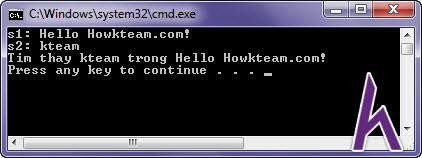 C:\Windows\system32\cmd.exe
s1: Hello Howkteam.com!
s2: kteam
Tim thay kteam trong Hello Howkteam.com!
Press any key to continue . . . _